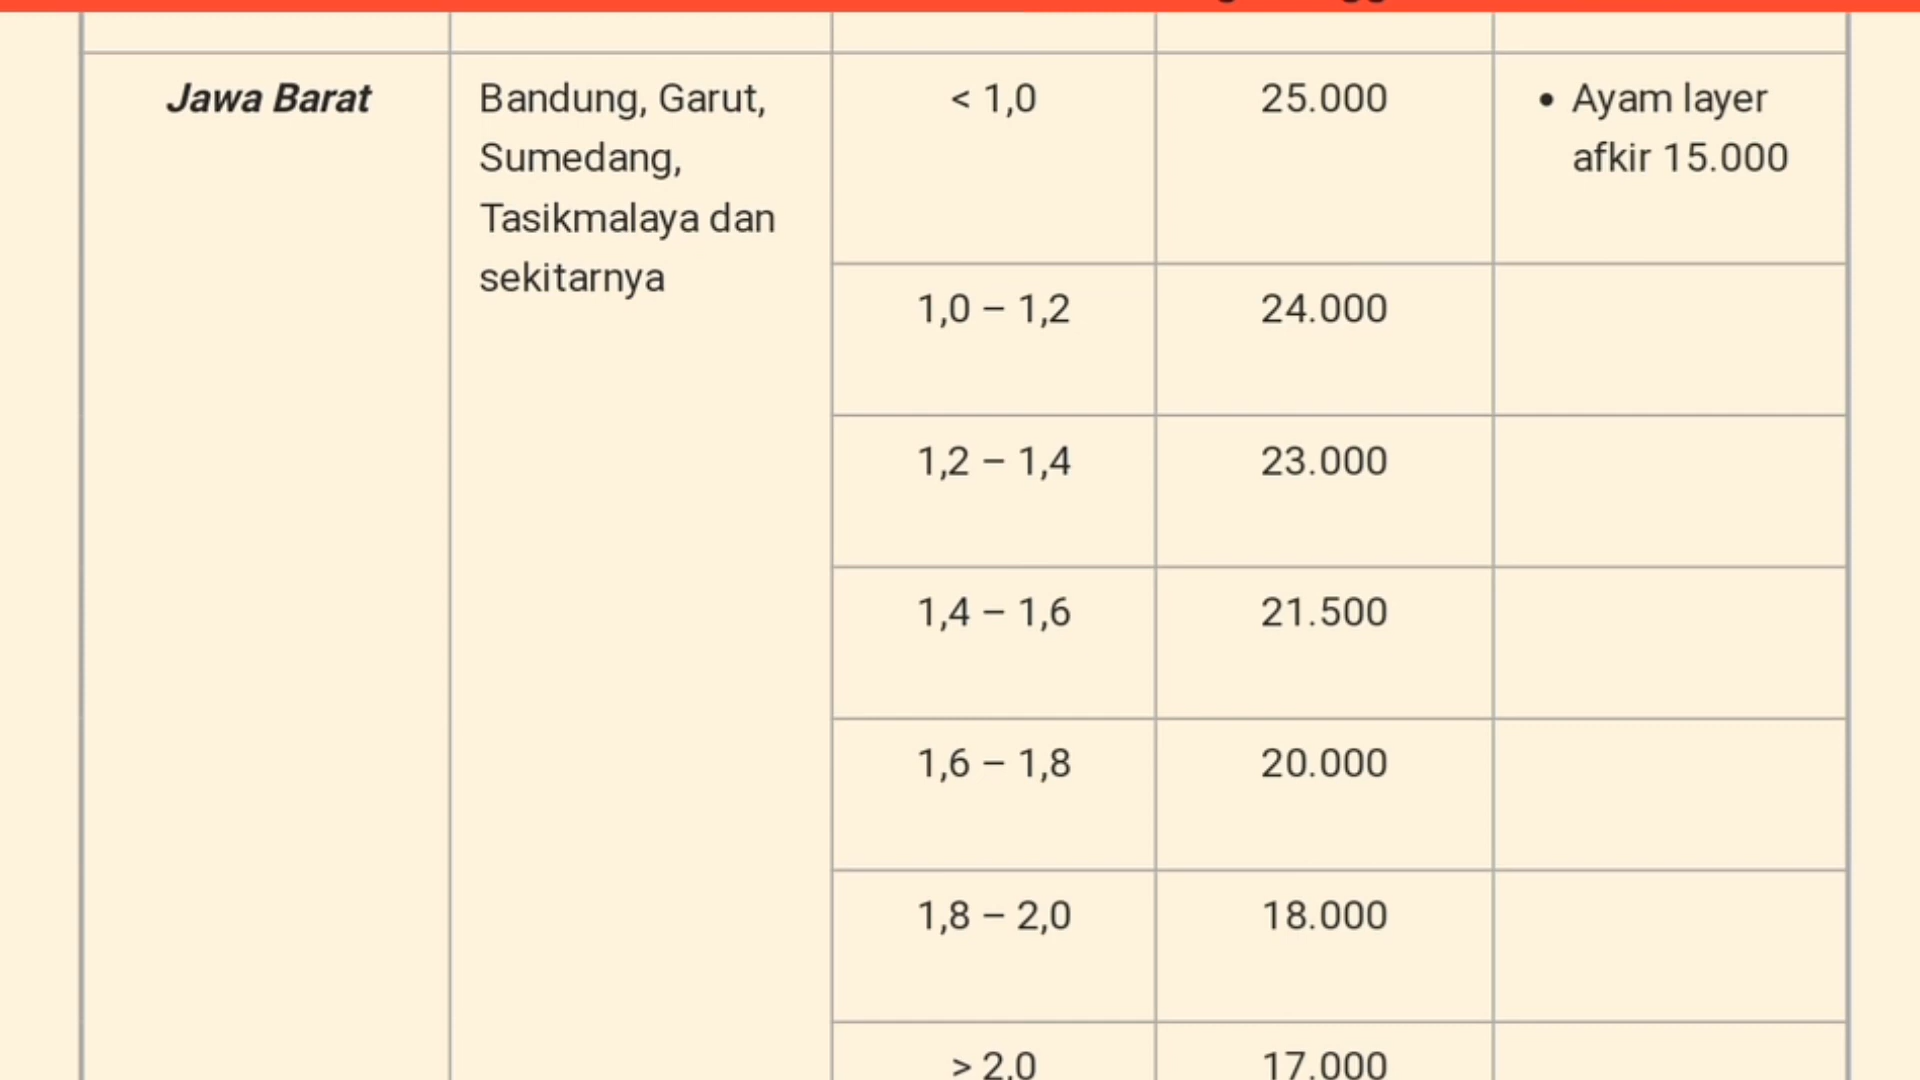 Jawa Barat
Bandung, Garut,
Sumedang,
Tasikmalaya dan
sekitarnya
< 1,0
25.000
• Ayam layer
afkir 15.000
1,0 – 1,2
24.000
1,2 – 1,4
23.000
1,4 – 1,6
21.500
1,6 – 1,8
20.000
1,8 – 2,0
18.000
> 2,0
17.000